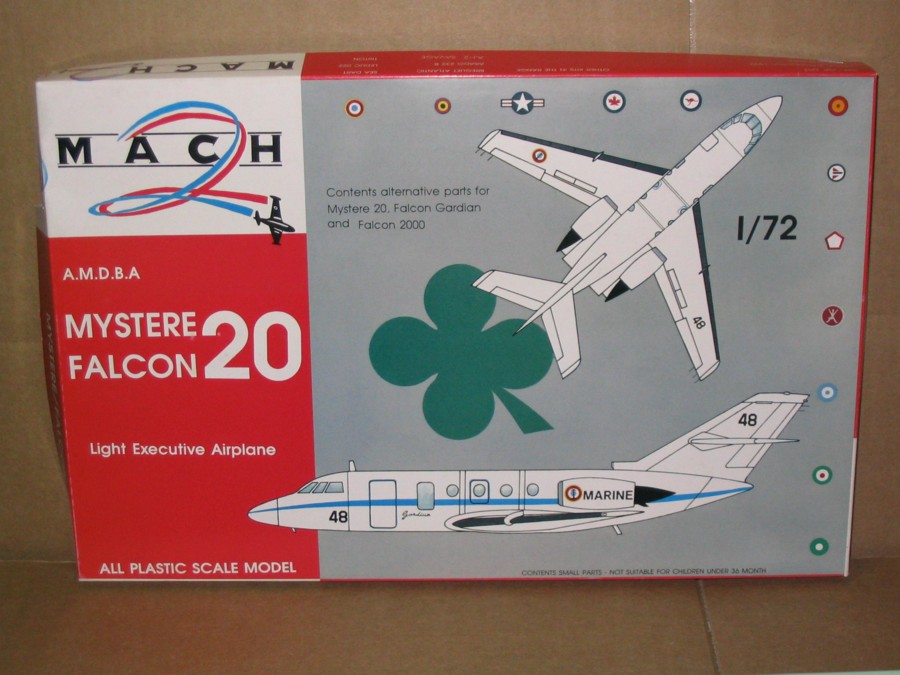 MACH
MACH
2
Contents alternative parts for
Mystere 20, Falcon Gardian
and Falcon 2000
1/72
A.M.D.B.A
MYSTERE
FALCON 20
48
48
Light Executive Airplane
MARINE
48
Gardian
ALL PLASTIC SCALE MODEL
CONTENTS SMALL PARTS - NOT SUITABLE FOR CHILDREN UNDER 36 MONTH